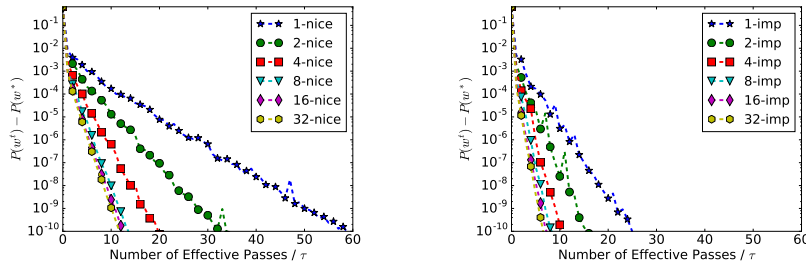 10^-1
10^-2
10^-3
10^-4
10^-5
10^-6
10^-7
10^-8
10^-9
10^-10
P(w^t) − P(w^*)
0 10 20 30 40 50 60
Number of Effective Passes / τ
1-nice
2-nice
4-nice
8-nice
16-nice
32-nice
10^-1
10^-2
10^-3
10^-4
10^-5
10^-6
10^-7
10^-8
10^-9
10^-10
P(w^t) − P(w^*)
0 10 20 30 40 50 60
Number of Effective Passes / τ
1-imp
2-imp
4-imp
8-imp
16-imp
32-imp